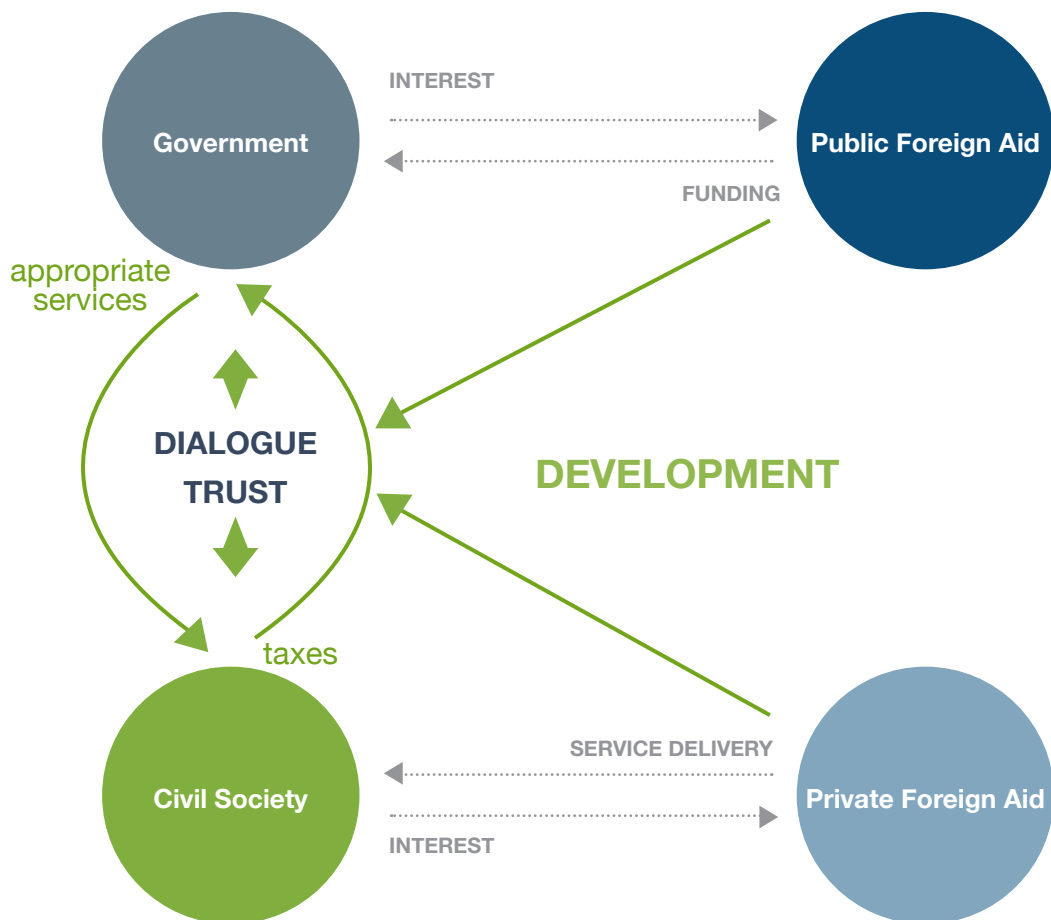 INTEREST
Government
Public Foreign Aid
FUNDING
appropriate
services
DIALOGUE
TRUST
DEVELOPMENT
taxes
SERVICE DELIVERY
Civil Society
Private Foreign Aid
INTEREST